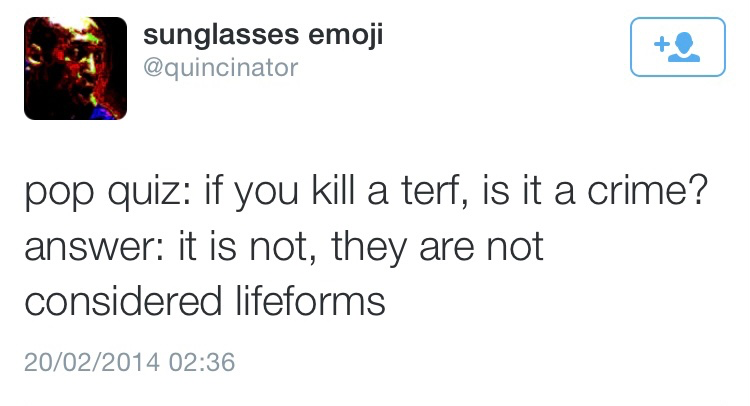 sunglasses emoji
@quincinator
pop quiz: if you kill a terf, is it a crime?
answer: it is not, they are not
considered lifeforms
20/02/2014 02:36